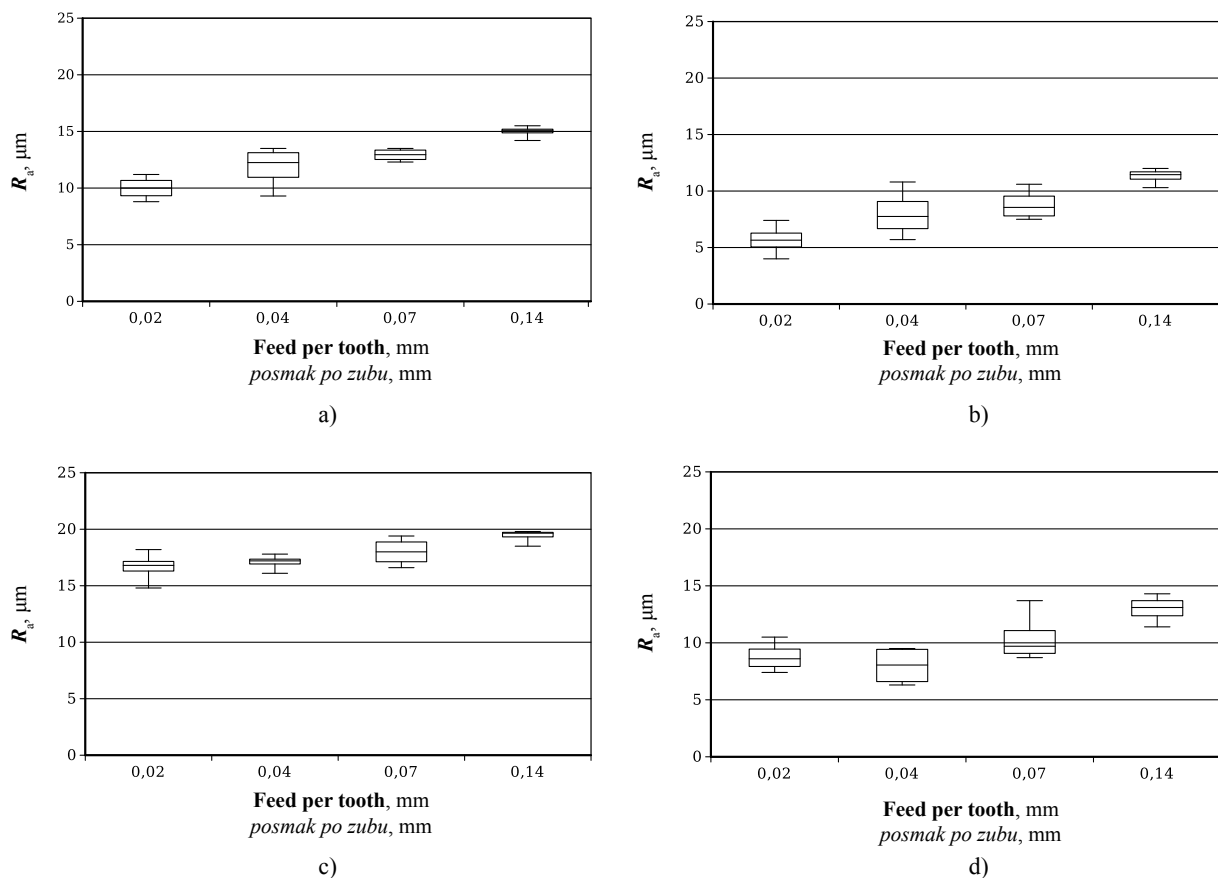 25
20
15
10
5
0
Rₐ, µm
0,02 0,04 0,07 0,14
Feed per tooth, mm
posmak po zubu, mm
a)
25
20
15
10
5
0
Rₐ, µm
0,02 0,04 0,07 0,14
Feed per tooth, mm
posmak po zubu, mm
b)
25
20
15
10
5
0
Rₐ, µm
0,02 0,04 0,07 0,14
Feed per tooth, mm
posmak po zubu, mm
c)
25
20
15
10
5
0
Rₐ, µm
0,02 0,04 0,07 0,14
Feed per tooth, mm
posmak po zubu, mm
d)